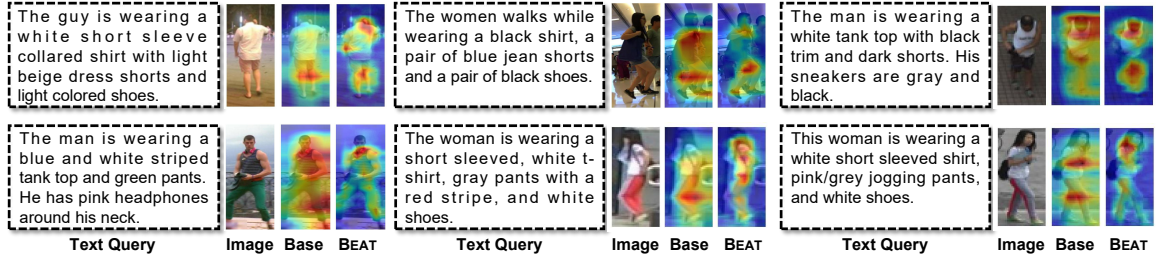 The guy is wearing a
white short sleeve
collared shirt with light
beige dress shorts and
light colored shoes.
The women walks while
wearing a black shirt, a
pair of blue jean shorts
and a pair of black shoes.
The man is wearing a
white tank top with black
trim and dark shorts. His
sneakers are gray and
black.
The man is wearing a
blue and white striped
tank top and green pants.
He has pink headphones
around his neck.
The woman is wearing a
short sleeved, white t-
shirt, gray pants with a
red stripe, and white
shoes.
This woman is wearing a
white short sleeved shirt,
pink/grey jogging pants,
and white shoes.
Text Query Image Base BEAT Text Query Image Base BEAT Text Query Image Base BEAT